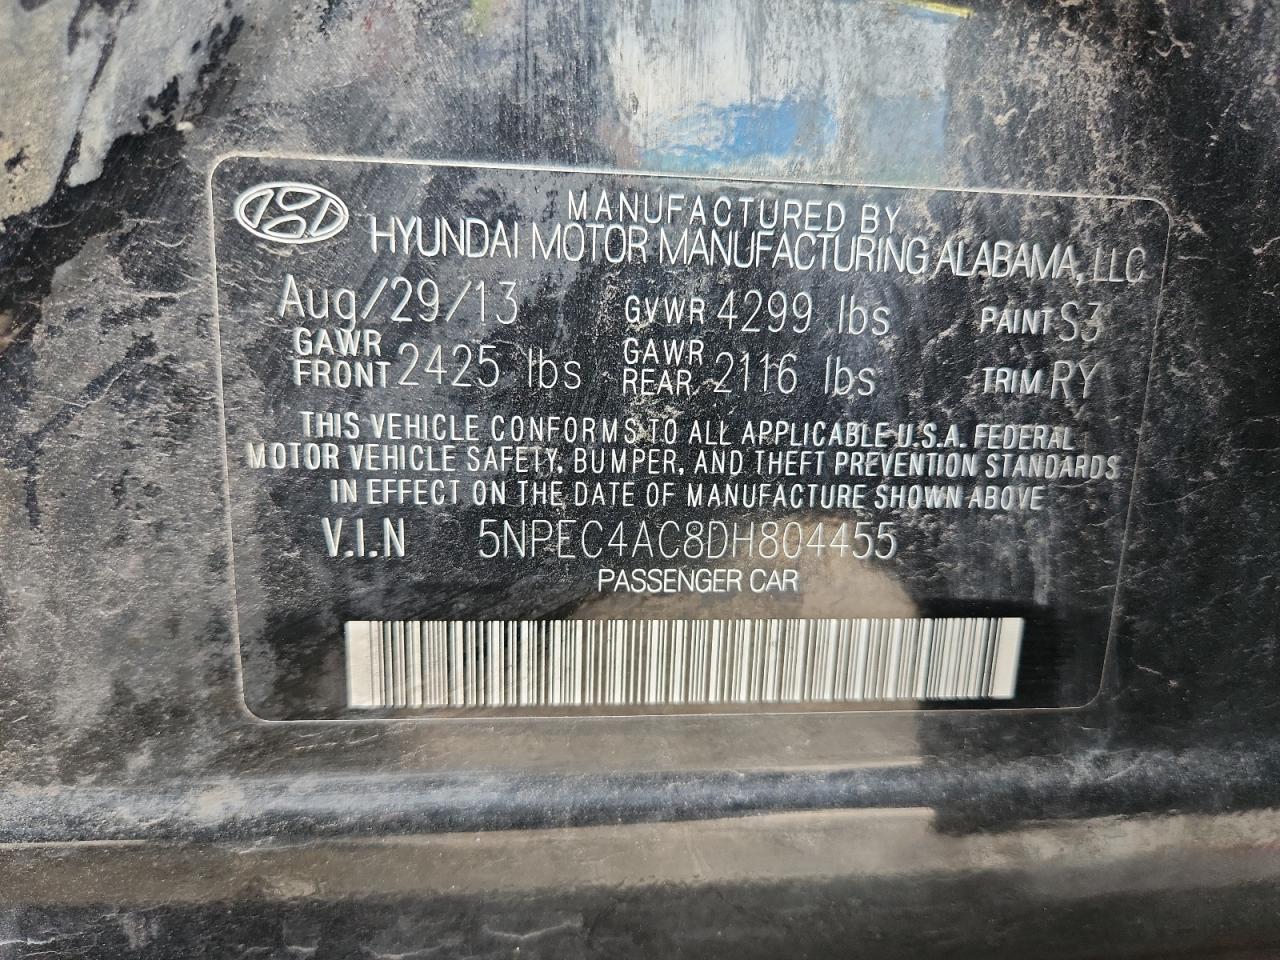 MANUFACTURED BY
HYUNDAI MOTOR MANUFACTURING ALABAMA, LLC
Aug/29/13 GVWR 4299 lbs PAINT S3
GAWR FRONT 2425 lbs GAWR REAR 2116 lbs TRIM RY
THIS VEHICLE CONFORMS TO ALL APPLICABLE U.S.A. FEDERAL
MOTOR VEHICLE SAFETY, BUMPER, AND THEFT PREVENTION STANDARDS
IN EFFECT ON THE DATE OF MANUFACTURE SHOWN ABOVE
V.I.N 5NPEC4AC8DH804455
PASSENGER CAR